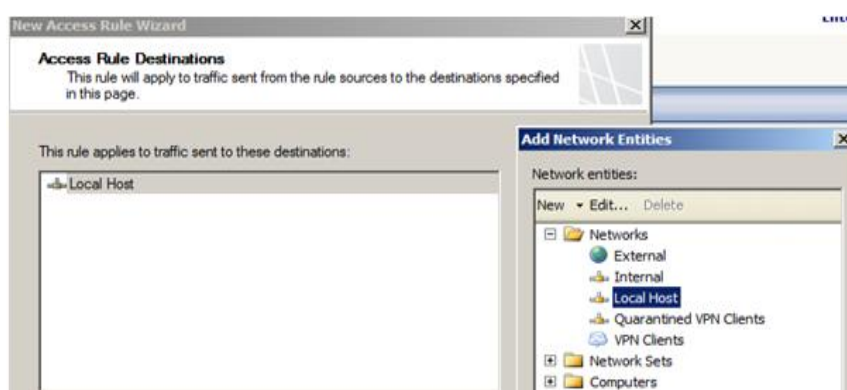 New Access Rule Wizard
Access Rule Destinations
This rule will apply to traffic sent from the rule sources to the destinations specified
in this page.
This rule applies to traffic sent to these destinations:
Local Host
Add Network Entities
Network entities:
New Edit... Delete
Networks
External
Internal
Local Host
Quarantined VPN Clients
VPN Clients
Network Sets
Computers